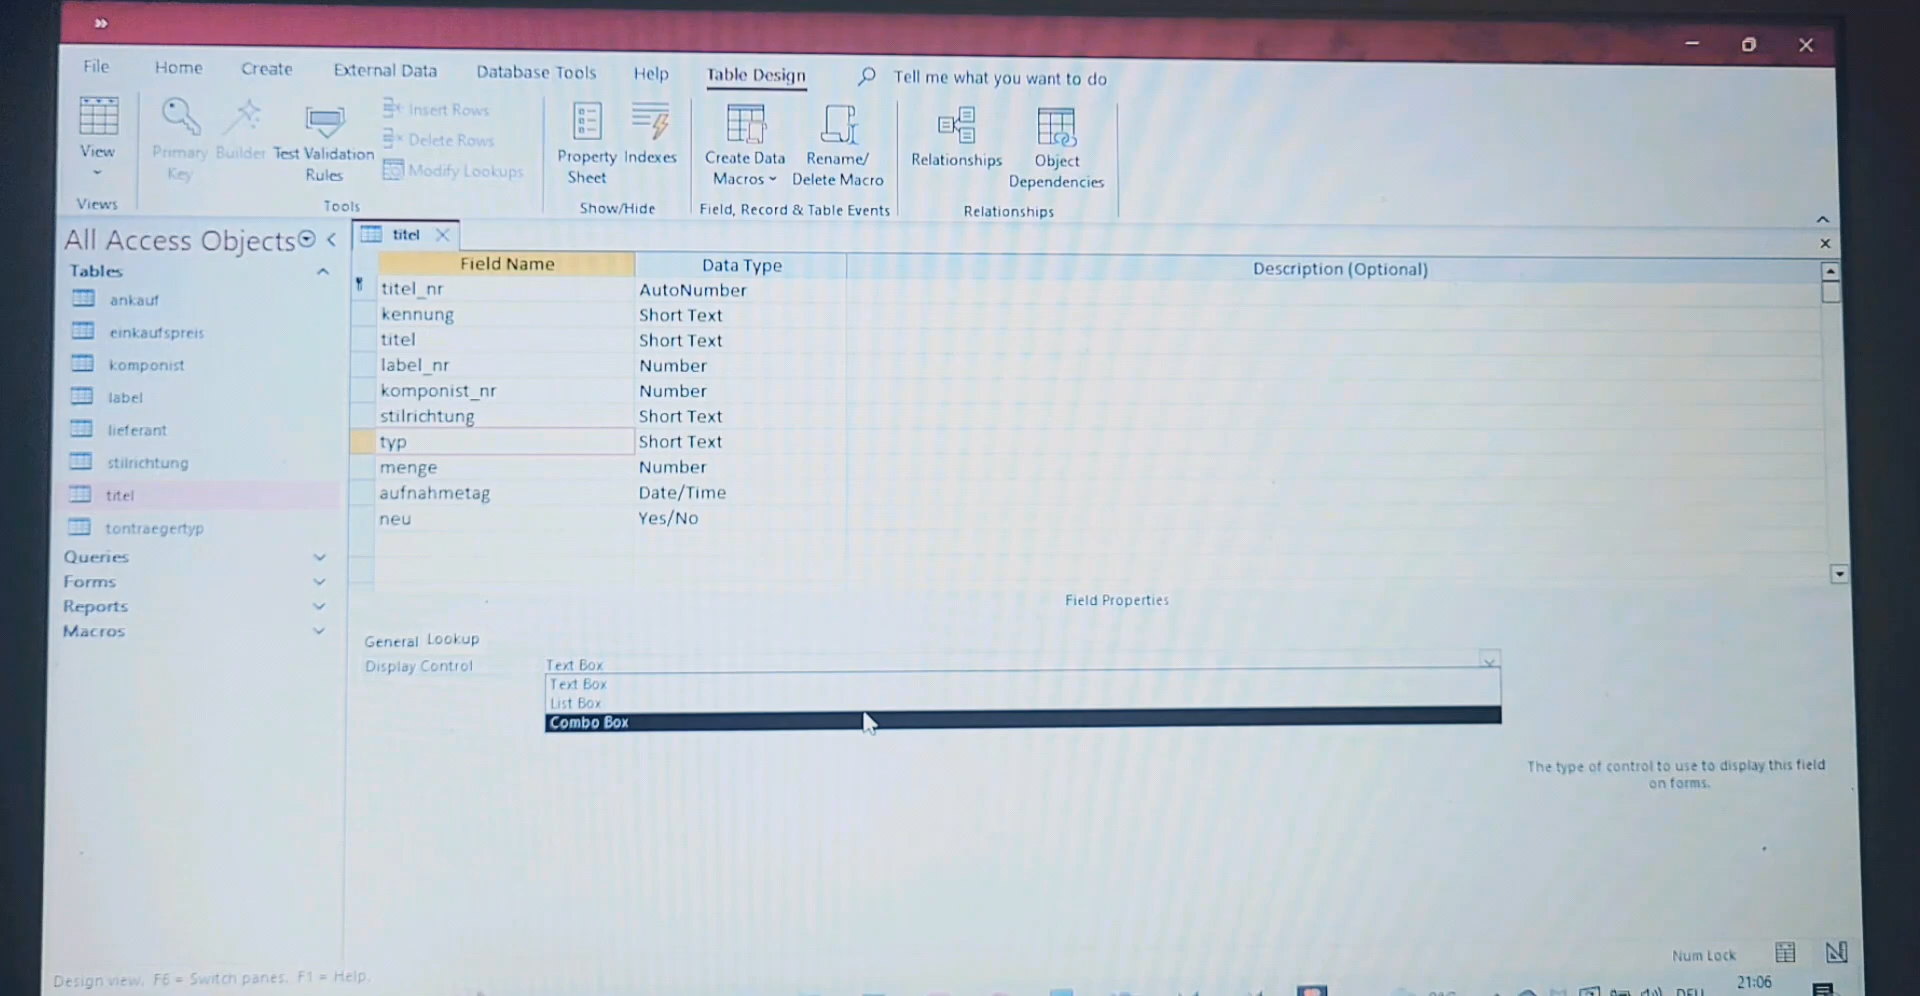 »
File Home Create External Data Database Tools Help Table Design Tell me what you want to do
View
Primary Key
Builder
Test Validation Rules
Insert Rows
Delete Rows
Modify Lookups
Property Sheet
Indexes
Create Data Macros
Rename/ Delete Macro
Relationships
Object Dependencies
Views
Tools
Show/Hide
Field, Record & Table Events
Relationships
All Access Objects
Tables
ankauf
einkaufspreis
komponist
label
lieferant
stilrichtung
titel
tontraegertyp
Queries
Forms
Reports
Macros
titel
Field Name Data Type Description (Optional)
titel_nr AutoNumber
kennung Short Text
titel Short Text
label_nr Number
komponist_nr Number
stilrichtung Short Text
typ Short Text
menge Number
aufnahmetag Date/Time
neu Yes/No
Field Properties
General Lookup
Display Control Text Box
Text Box
List Box
Combo Box
The type of control to use to display this field
on forms.
Design view. F6 = Switch panes. F1 = Help.
Num Lock
21:06
DEU